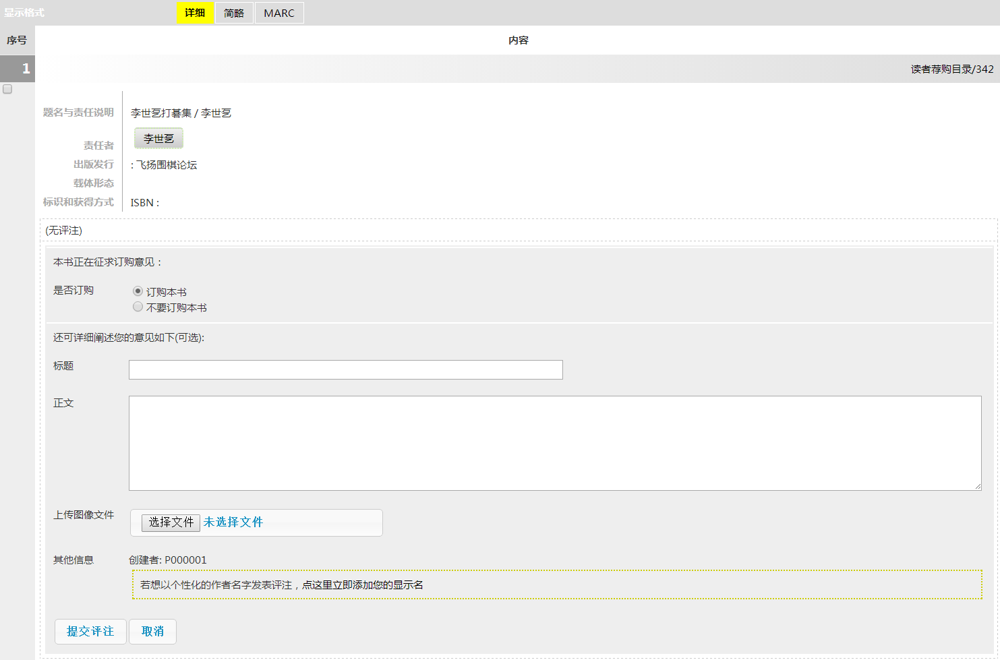 显示格式 详细 简略 MARC
序号 内容
1 读者荐购目录/342
题名与责任说明 李世乭打碁集 / 李世乭
责任者 李世乭
出版发行 : 飞扬围棋论坛
载体形态
标识和获得方式 ISBN :
(无评注)
本书正在征求订购意见：
是否订购 订购本书
不要订购本书
还可详细阐述您的意见如下(可选):
标题
正文
上传图像文件 选择文件 未选择文件
其他信息 创建者: P000001
若想以个性化的作者名字发表评注，点这里立即添加您的显示名
提交评注 取消